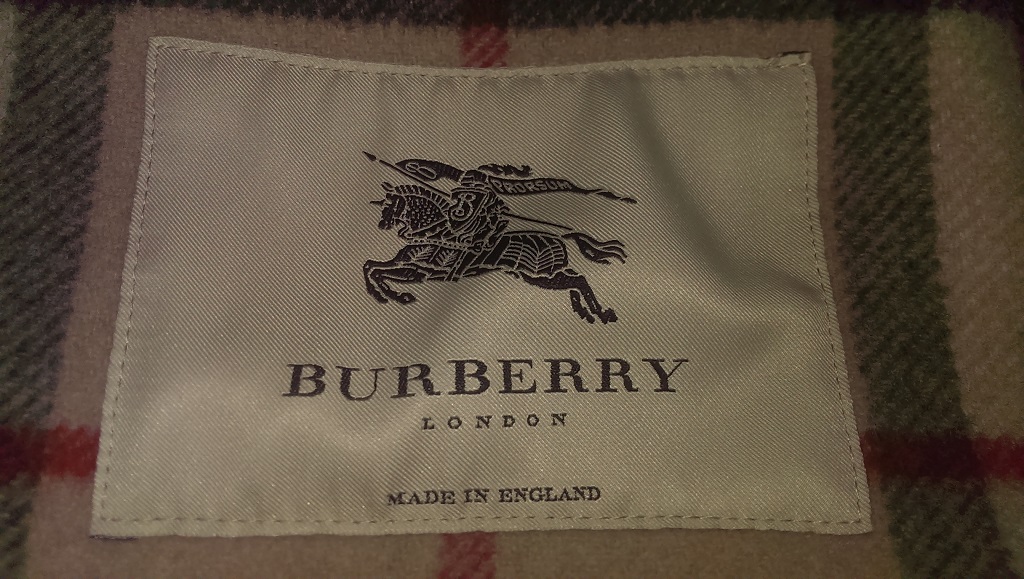 PRORSUM
B
B
BURBERRY
LONDON
MADE IN ENGLAND